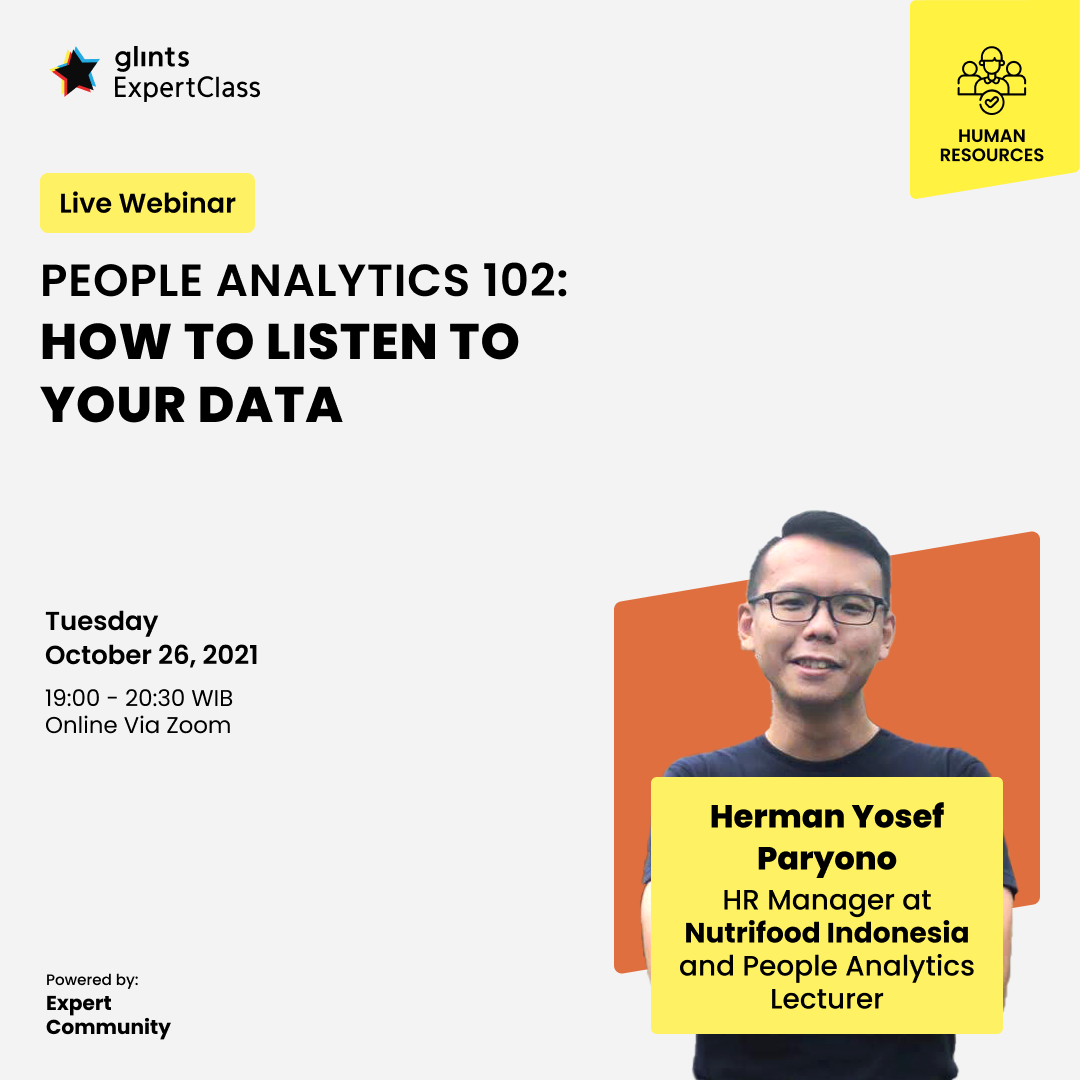 glints
ExpertClass
HUMAN
RESOURCES
Live Webinar
PEOPLE ANALYTICS 102:
HOW TO LISTEN TO
YOUR DATA
Tuesday
October 26, 2021
19:00 - 20:30 WIB
Online Via Zoom
Herman Yosef
Paryono
HR Manager at
Nutrifood Indonesia
and People Analytics
Lecturer
Powered by:
Expert
Community